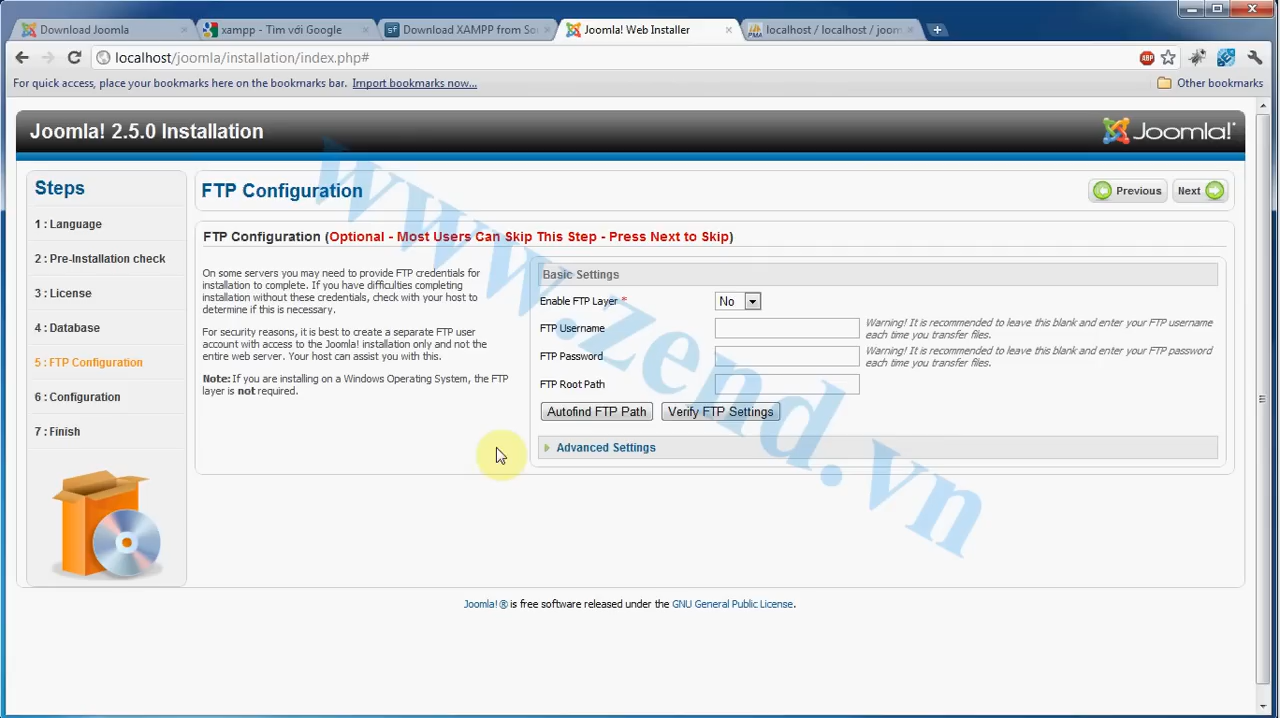 Download Joomla
xampp - Tìm với Google
Download XAMPP from Sou
Joomla! Web Installer
localhost / localhost / joom
localhost/joomla/installation/index.php#
ABP
For quick access, place your bookmarks here on the bookmarks bar. Import bookmarks now...
Other bookmarks
Joomla! 2.5.0 Installation
Joomla!
Steps
1 : Language
2 : Pre-Installation check
3 : License
4 : Database
5 : FTP Configuration
6 : Configuration
7 : Finish
FTP Configuration
Previous
Next
FTP Configuration (Optional - Most Users Can Skip This Step - Press Next to Skip)
On some servers you may need to provide FTP credentials for
installation to complete. If you have difficulties completing
installation without these credentials, check with your host to
determine if this is necessary.
For security reasons, it is best to create a separate FTP user
account with access to the Joomla! installation only and not the
entire web server. Your host can assist you with this.
Note: If you are installing on a Windows Operating System, the FTP
layer is not required.
Basic Settings
Enable FTP Layer *
No
FTP Username
Warning! It is recommended to leave this blank and enter your FTP username
each time you transfer files.
FTP Password
Warning! It is recommended to leave this blank and enter your FTP password
each time you transfer files.
FTP Root Path
Autofind FTP Path
Verify FTP Settings
Advanced Settings
www.zend.vn
Joomla! ® is free software released under the GNU General Public License.